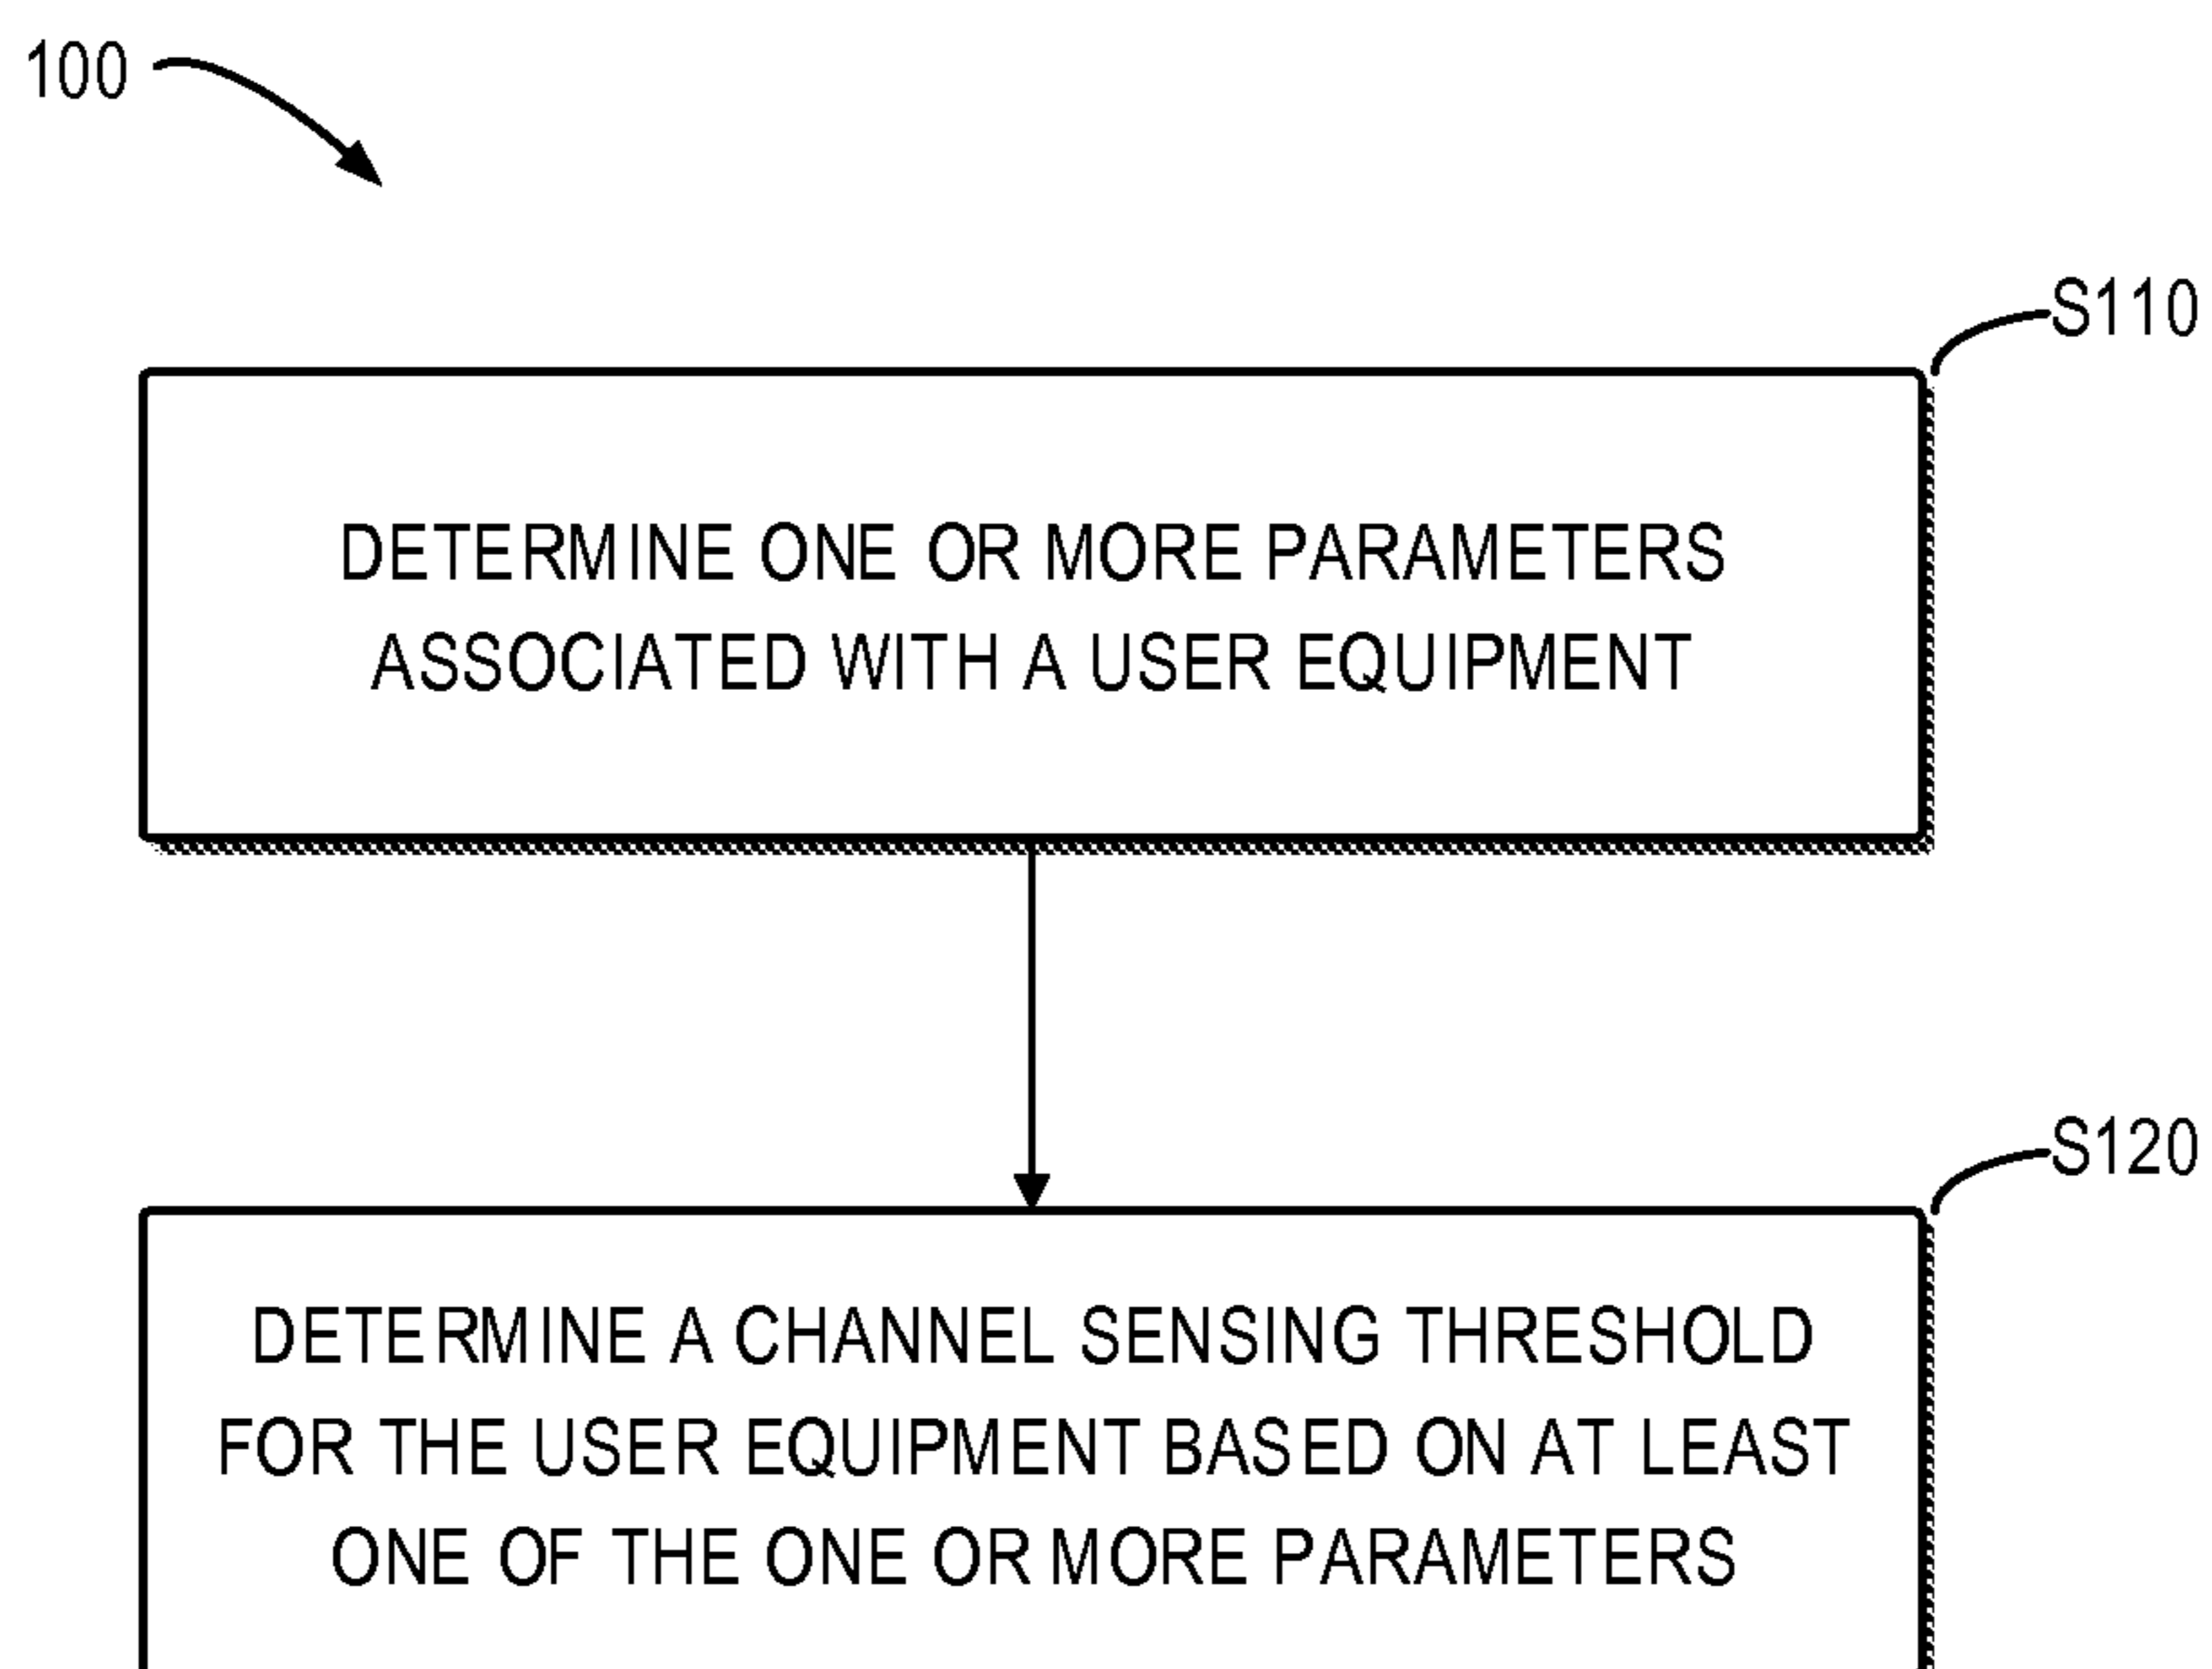 100
S110
DETERMINE ONE OR MORE PARAMETERS
ASSOCIATED WITH A USER EQUIPMENT
S120
DETERMINE A CHANNEL SENSING THRESHOLD
FOR THE USER EQUIPMENT BASED ON AT LEAST
ONE OF THE ONE OR MORE PARAMETERS